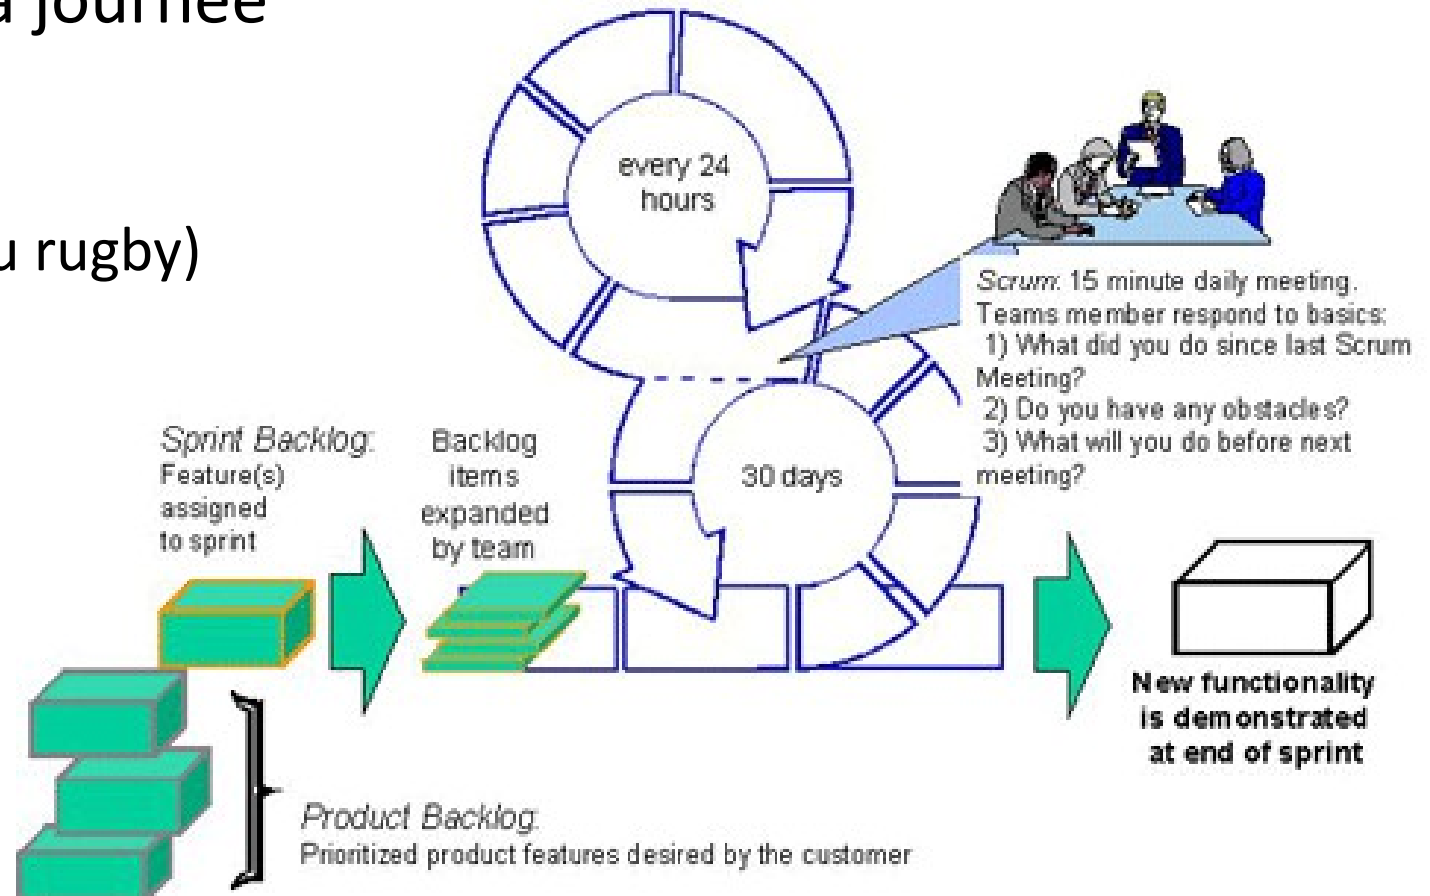 a journée
u rugby)
every 24
hours
Scrum: 15 minute daily meeting.
Teams member respond to basics:
1) What did you do since last Scrum
Meeting?
2) Do you have any obstacles?
3) What will you do before next
meeting?
Sprint Backlog:
Feature(s)
assigned
to sprint
Backlog
items
expanded
by team
30 days
New functionality
is demonstrated
at end of sprint
Product Backlog:
Prioritized product features desired by the customer